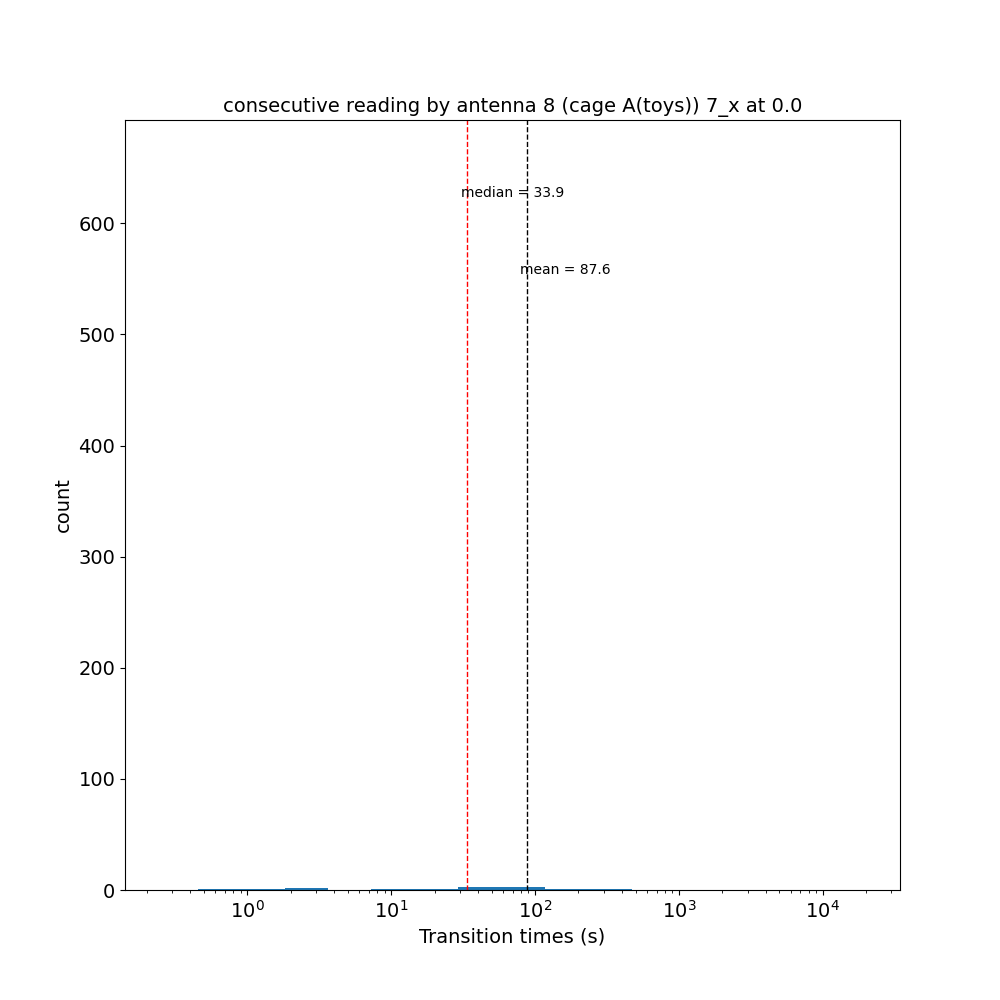 consecutive reading by antenna 8 (cage A(toys)) 7_x at 0.0
median = 33.9
mean = 87.6
600
500
400
300
200
100
0
count
10⁰ 10¹ 10² 10³ 10⁴
Transition times (s)